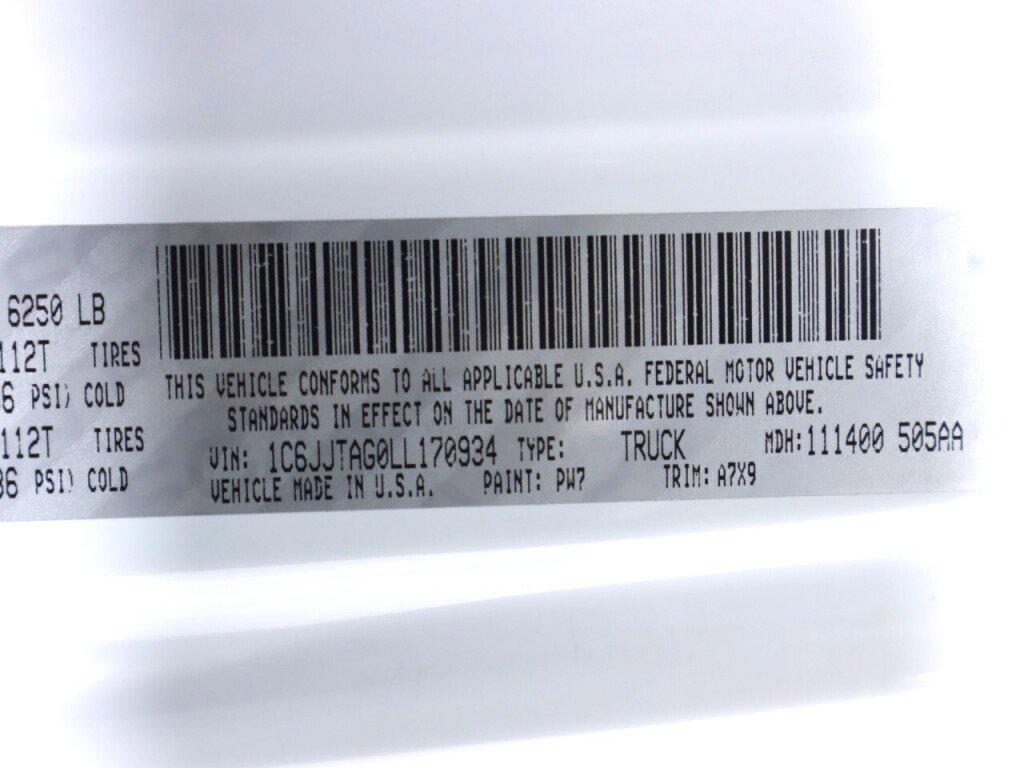 6250 LB
112T TIRES
6 PSI) COLD
112T TIRES
36 PSI) COLD
THIS VEHICLE CONFORMS TO ALL APPLICABLE U.S.A. FEDERAL MOTOR VEHICLE SAFETY
STANDARDS IN EFFECT ON THE DATE OF MANUFACTURE SHOWN ABOVE.
VIN: 1C6JJTAG0LL170934 TYPE: TRUCK MDH: 111400 505AA
VEHICLE MADE IN U.S.A. PAINT: PW7 TRIM: A7X9